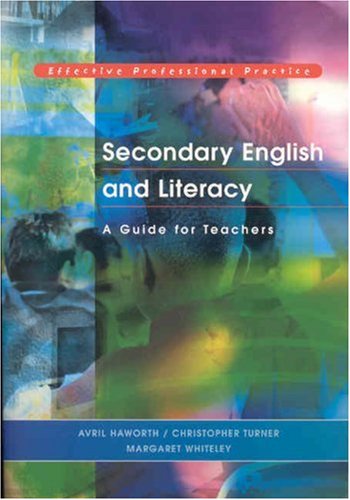 Effective Professional Practice
Secondary English
and Literacy
A Guide for Teachers
AVRIL HAWORTH / CHRISTOPHER TURNER
MARGARET WHITELEY